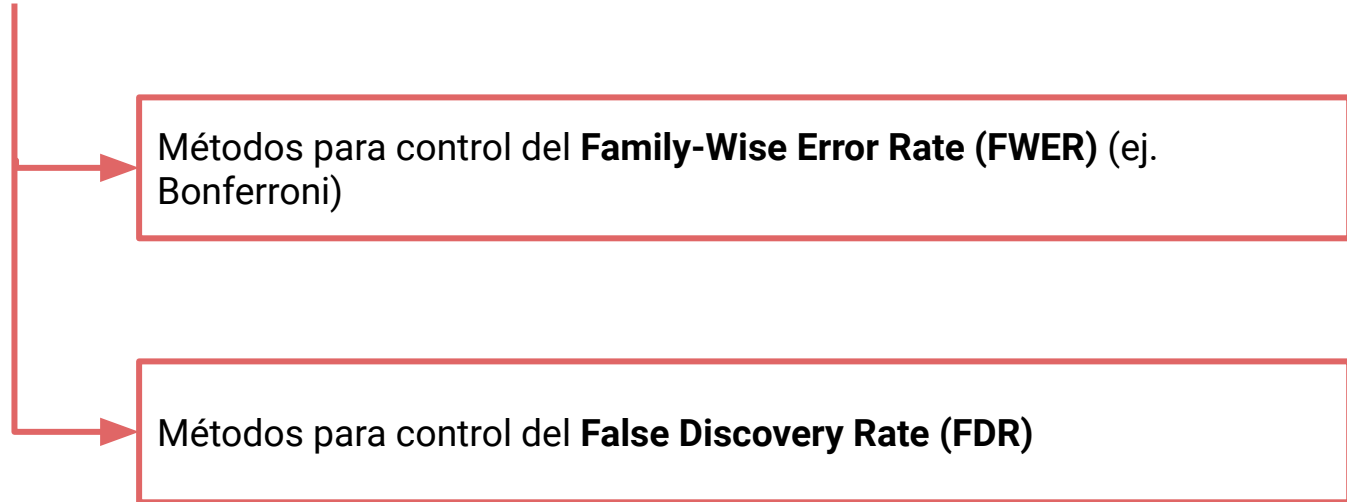 Métodos para control del Family-Wise Error Rate (FWER) (ej.
Bonferroni)
Métodos para control del False Discovery Rate (FDR)